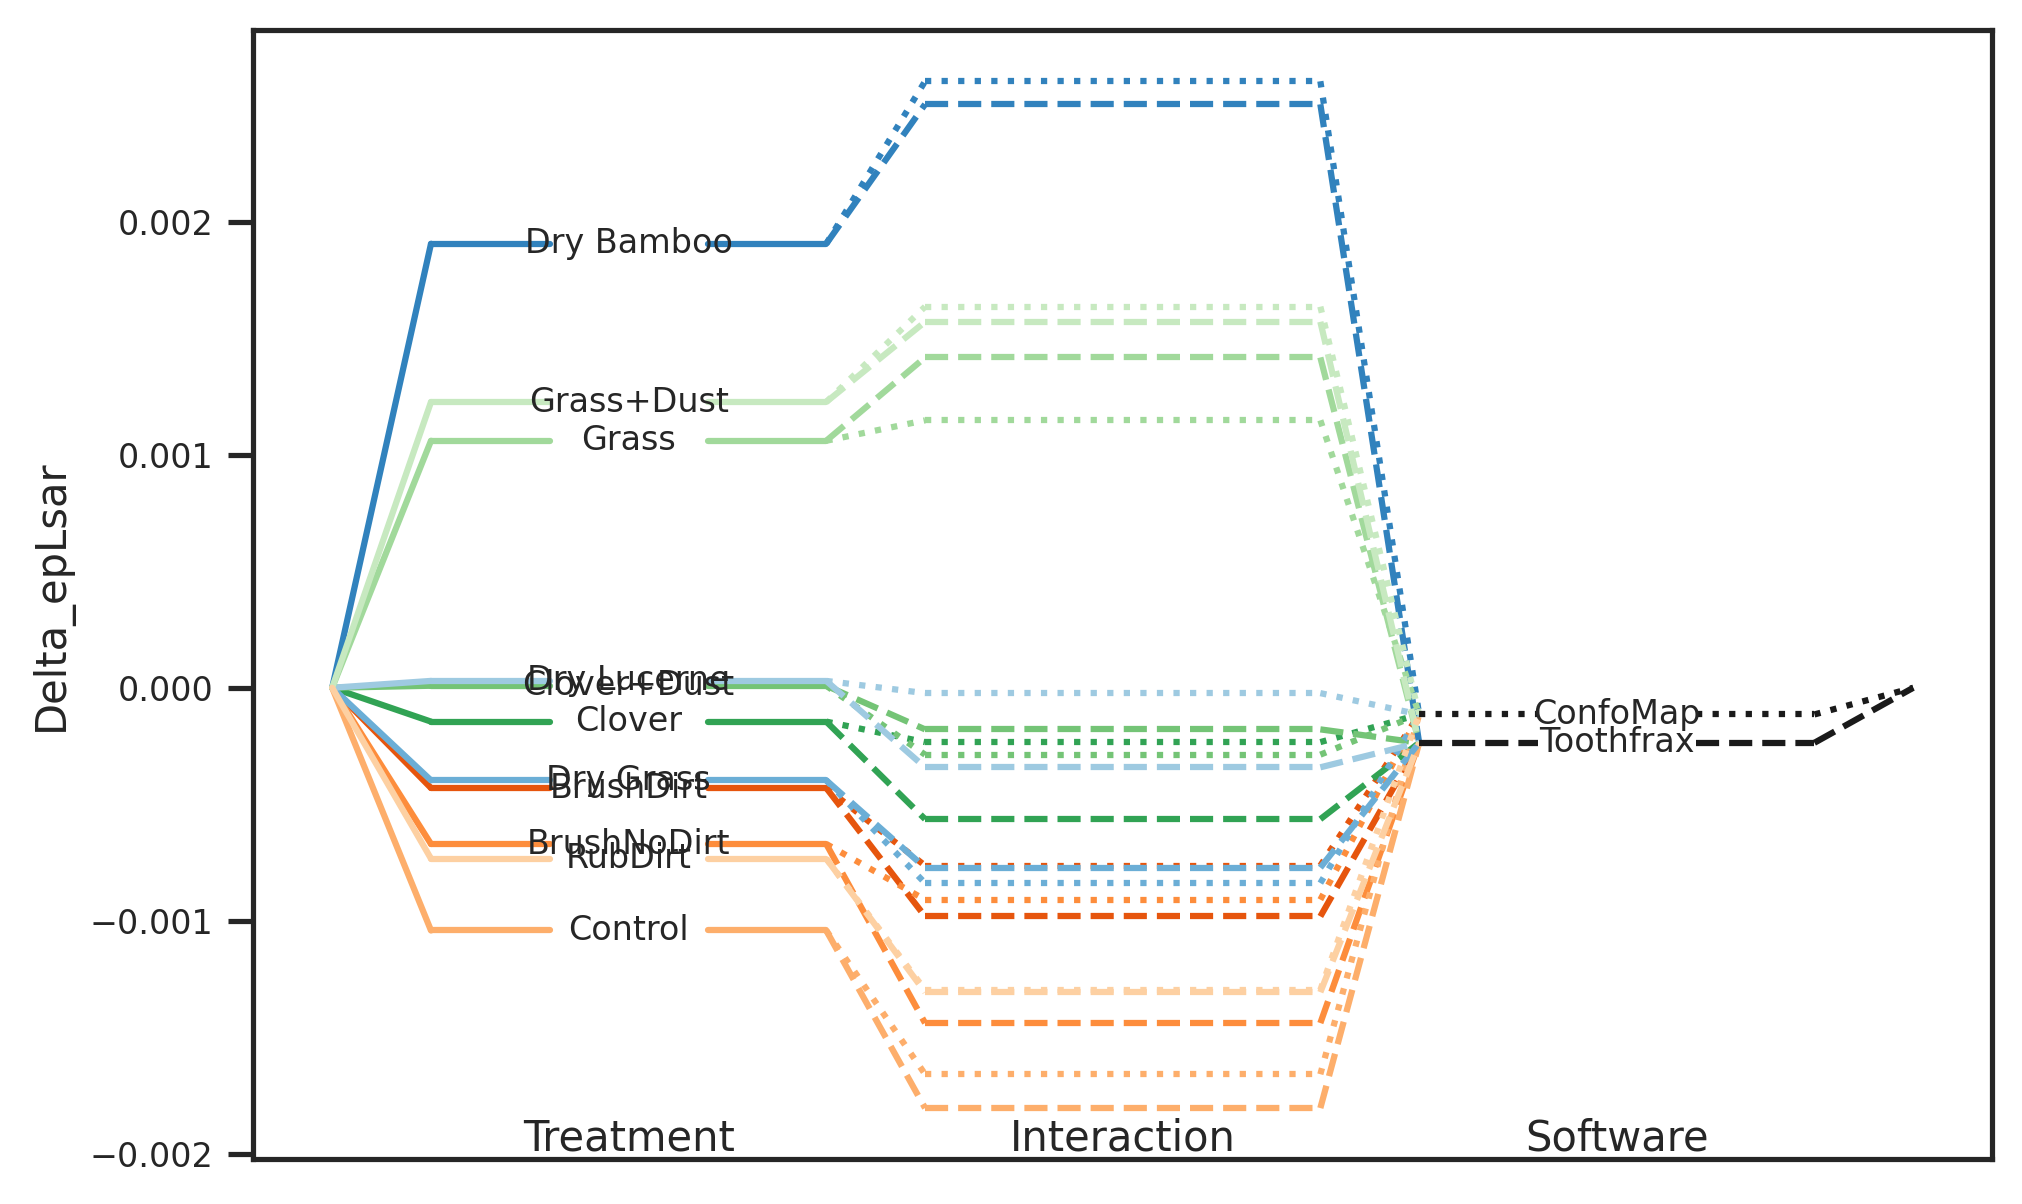 0.002
0.001
0.000
−0.001
−0.002
Delta_epLsar
Dry Bamboo
Grass+Dust
Grass
Dry Lucerne
Clover+Dust
Clover
Dry Grass
BrushDirt
BrushNoDirt
RubDirt
Control
ConfoMap
Toothfrax
Treatment
Interaction
Software